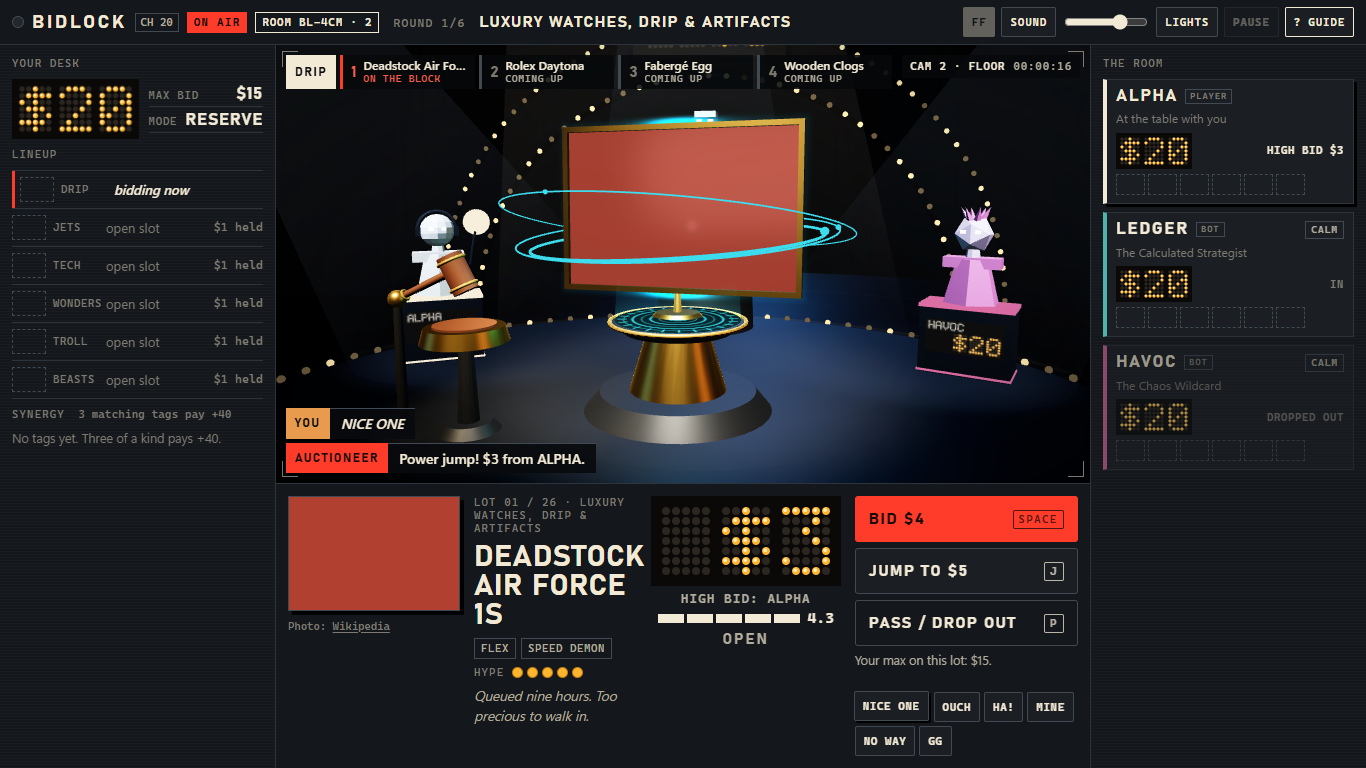 BIDLOCK
CH 20
ON AIR
ROOM BL-4CM · 2
ROUND 1/6
LUXURY WATCHES, DRIP & ARTIFACTS
FF
SOUND
LIGHTS
PAUSE
? GUIDE
YOUR DESK
$20
MAX BID $15
MODE RESERVE
LINEUP
DRIP bidding now
JETS open slot $1 held
TECH open slot $1 held
WONDERS open slot $1 held
TROLL open slot $1 held
BEASTS open slot $1 held
SYNERGY 3 matching tags pay +40
No tags yet. Three of a kind pays +40.
DRIP
1 Deadstock Air Fo...
ON THE BLOCK
2 Rolex Daytona
COMING UP
3 Fabergé Egg
COMING UP
4 Wooden Clogs
COMING UP
CAM 2 · FLOOR 00:00:16
ALPHA
HAVOC
$20
YOU NICE ONE
AUCTIONEER Power jump! $3 from ALPHA.
Photo: Wikipedia
LOT 01 / 26 · LUXURY
WATCHES, DRIP &
ARTIFACTS
DEADSTOCK
AIR FORCE
1S
FLEX
SPEED DEMON
HYPE
Queued nine hours. Too
precious to walk in.
$3
HIGH BID: ALPHA
4.3
OPEN
BID $4 SPACE
JUMP TO $5 J
PASS / DROP OUT P
Your max on this lot: $15.
NICE ONE
OUCH
HA!
MINE
NO WAY
GG
THE ROOM
ALPHA PLAYER
At the table with you
$20
HIGH BID $3
LEDGER BOT CALM
The Calculated Strategist
$20
IN
HAVOC BOT CALM
The Chaos Wildcard
$20
DROPPED OUT